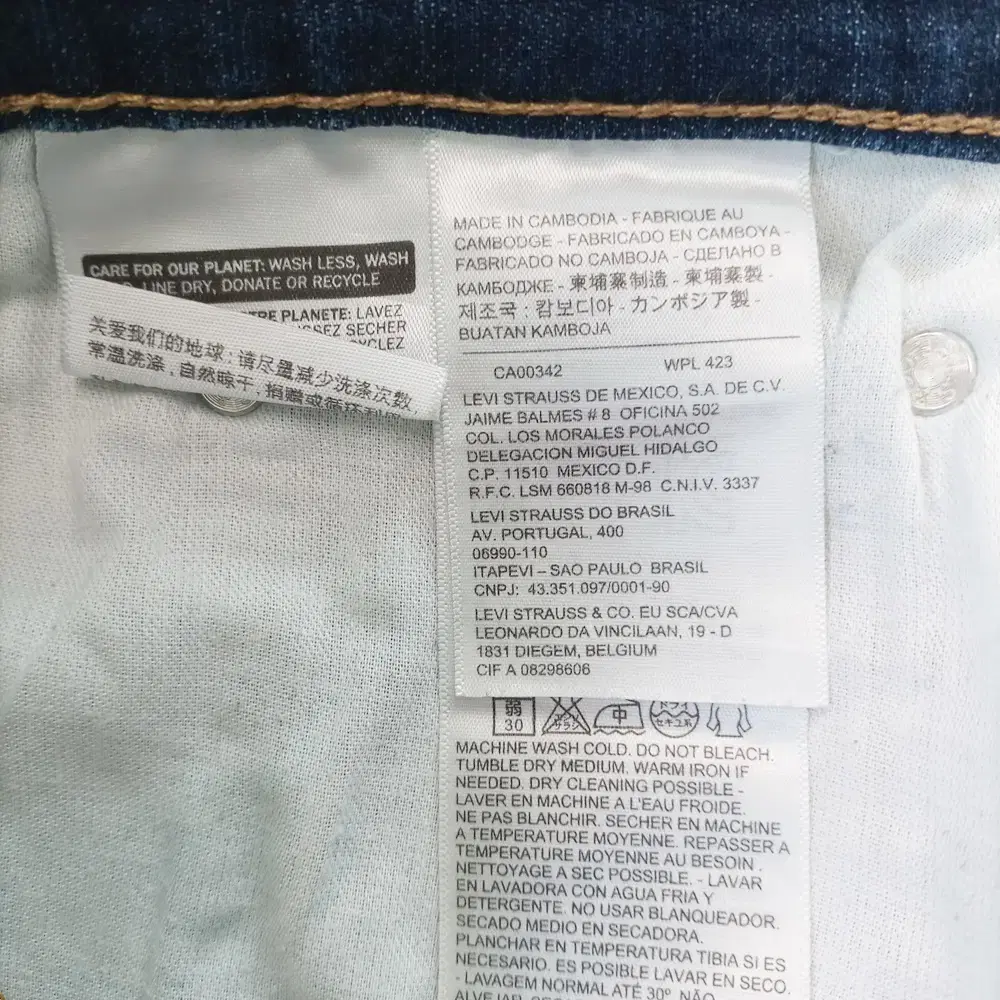 CARE FOR OUR PLANET: WASH LESS, WASH
LINE DRY, DONATE OR RECYCLE
PLANETE: LAVEZ
SECHER
关爱我们的地球：请尽量减少洗涤次数
常温洗涤，自然晾干，捐赠或循环利
MADE IN CAMBODIA - FABRIQUE AU
CAMBODGE - FABRICADO EN CAMBOYA -
FABRICADO NO CAMBOJA - СДЕЛАНО В
КАМБОДЖЕ - 柬埔寨制造 - 柬埔寨製 -
제조국 : 캄보디아 - カンボジア製 -
BUATAN KAMBOJA
CA00342 WPL 423
LEVI STRAUSS DE MEXICO, S.A. DE C.V.
JAIME BALMES # 8 OFICINA 502
COL. LOS MORALES POLANCO
DELEGACION MIGUEL HIDALGO
C.P. 11510 MEXICO D.F.
R.F.C. LSM 660818 M-98 C.N.I.V. 3337
LEVI STRAUSS DO BRASIL
AV. PORTUGAL, 400
06990-110
ITAPEVI – SAO PAULO BRASIL
CNPJ: 43.351.097/0001-90
LEVI STRAUSS & CO. EU SCA/CVA
LEONARDO DA VINCILAAN, 19 - D
1831 DIEGEM, BELGIUM
CIF A 08298606
弱 30 中 セキユ系
MACHINE WASH COLD. DO NOT BLEACH.
TUMBLE DRY MEDIUM. WARM IRON IF
NEEDED. DRY CLEANING POSSIBLE -
LAVER EN MACHINE A L'EAU FROIDE.
NE PAS BLANCHIR. SECHER EN MACHINE
A TEMPERATURE MOYENNE. REPASSER A
TEMPERATURE MOYENNE AU BESOIN.
NETTOYAGE A SEC POSSIBLE. - LAVAR
EN LAVADORA CON AGUA FRIA Y
DETERGENTE. NO USAR BLANQUEADOR.
SECADO MEDIO EN SECADORA.
PLANCHAR EN TEMPERATURA TIBIA SI ES
NECESARIO. ES POSIBLE LAVAR EN SECO.
- LAVAGEM NORMAL ATÉ 30º. NÃO